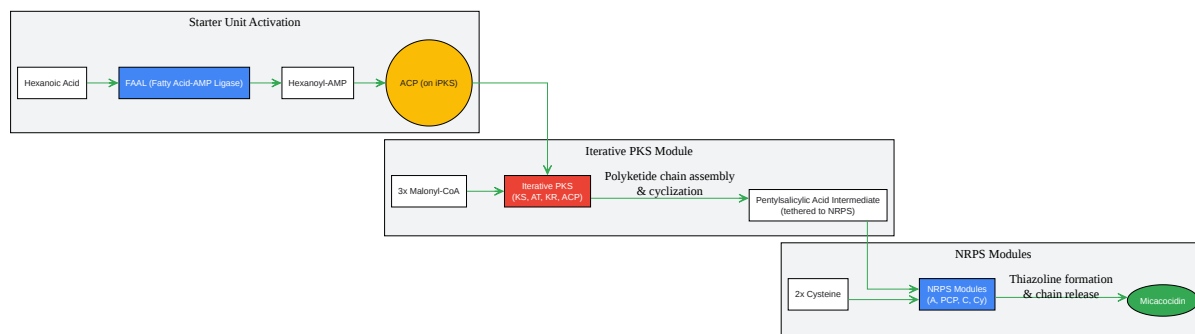 Starter Unit Activation
Hexanoic Acid
FAAL (Fatty Acid-AMP Ligase)
Hexanoyl-AMP
ACP (on iPKS)
Iterative PKS Module
3x Malonyl-CoA
Iterative PKS
(KS, AT, KR, ACP)
Polyketide chain assembly
& cyclization
Pentylsalicylic Acid Intermediate
(tethered to NRPS)
NRPS Modules
2x Cysteine
NRPS Modules
(A, PCP, C, Cy)
Thiazoline formation
& chain release
Micacocidin